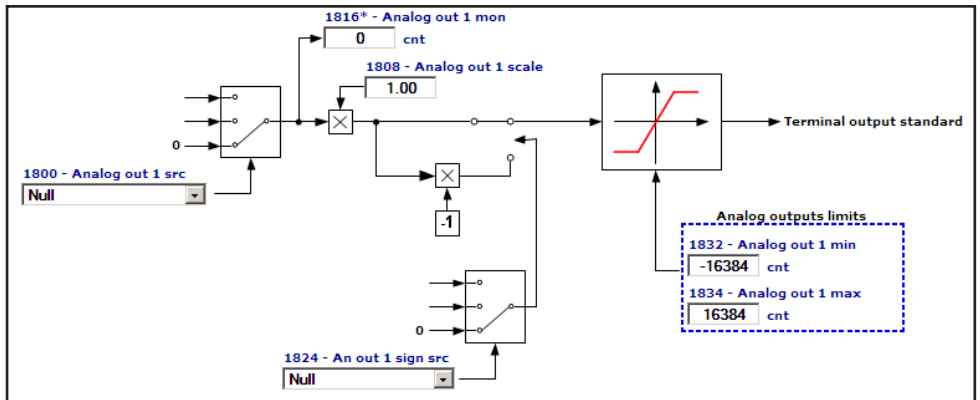 1816* - Analog out 1 mon
0 cnt
1808 - Analog out 1 scale
1.00
0
1800 - Analog out 1 src
Null
-1
Terminal output standard
Analog outputs limits
1832 - Analog out 1 min
-16384 cnt
1834 - Analog out 1 max
16384 cnt
0
1824 - An out 1 sign src
Null